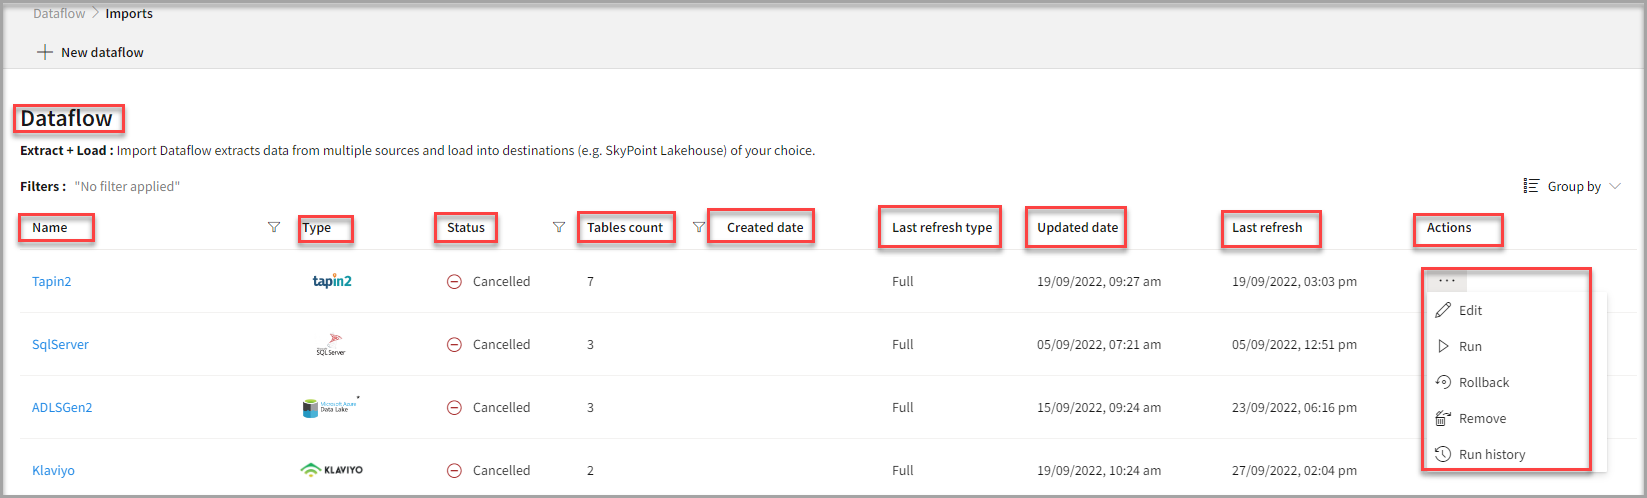 Dataflow > Imports
+ New dataflow
Dataflow
Extract + Load : Import Dataflow extracts data from multiple sources and load into destinations (e.g. SkyPoint Lakehouse) of your choice.
Filters : "No filter applied"
Group by
Name Type Status Tables count Created date Last refresh type Updated date Last refresh Actions
Tapin2 tapin2 Cancelled 7 Full 19/09/2022, 09:27 am 19/09/2022, 03:03 pm ...
Edit
SqlServer SQL Server Cancelled 3 Full 05/09/2022, 07:21 am 05/09/2022, 12:51 pm Run
Rollback
ADLSGen2 Microsoft Azure Data Lake Cancelled 3 Full 15/09/2022, 09:24 am 23/09/2022, 06:16 pm
Remove
Klaviyo KLAVIYO Cancelled 2 Full 19/09/2022, 10:24 am 27/09/2022, 02:04 pm
Run history